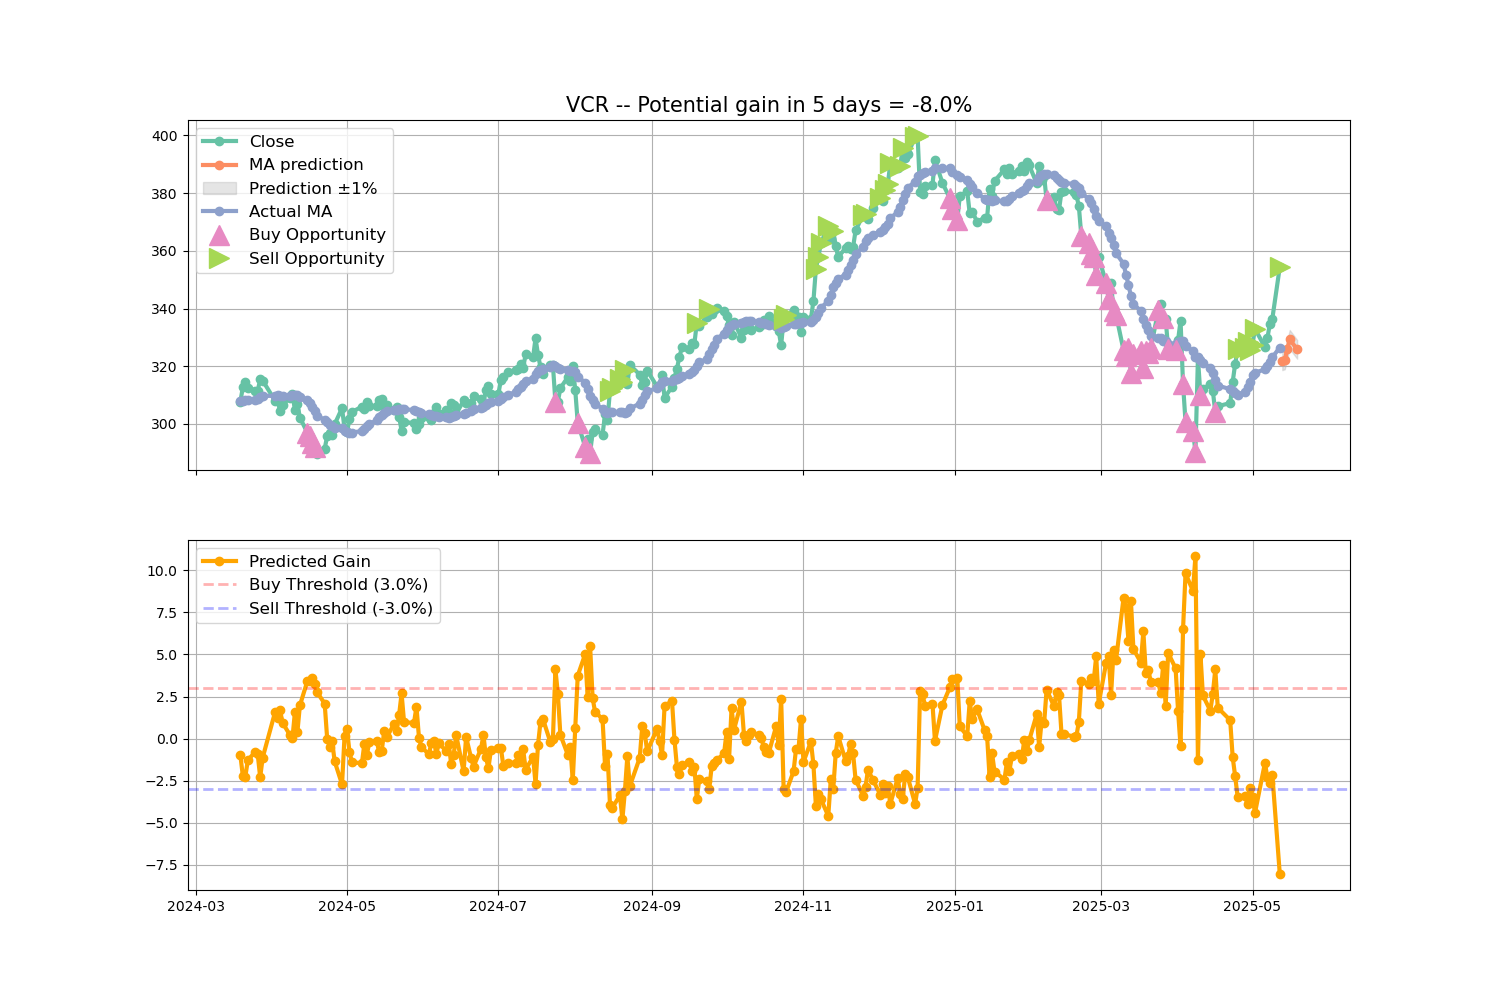 VCR -- Potential gain in 5 days = -8.0%
400
380
360
340
320
300
Close
MA prediction
Prediction ±1%
Actual MA
Buy Opportunity
Sell Opportunity
10.0
7.5
5.0
2.5
0.0
−2.5
−5.0
−7.5
Predicted Gain
Buy Threshold (3.0%)
Sell Threshold (-3.0%)
2024-03 2024-05 2024-07 2024-09 2024-11 2025-01 2025-03 2025-05